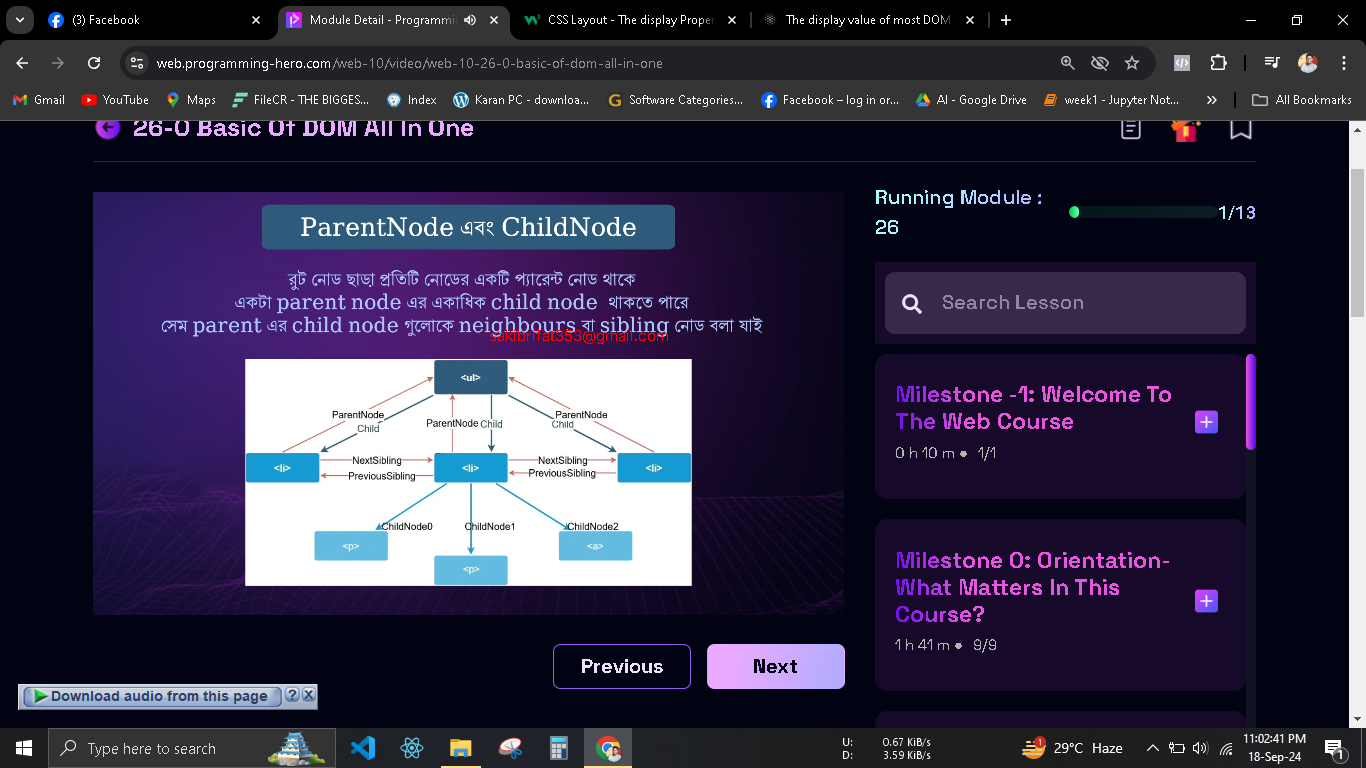 (3) Facebook
Module Detail - Programmi
CSS Layout - The display Prope
The display value of most DOM
web.programming-hero.com/web-10/video/web-10-26-0-basic-of-dom-all-in-one
Gmail
YouTube
Maps
FileCR - THE BIGGES...
Index
Karan PC - downloa...
Software Categories...
Facebook – log in or...
AI - Google Drive
week1 - Jupyter Not...
All Bookmarks
26-0 Basic Of DOM All In One
ParentNode এবং ChildNode
রুট নোড ছাড়া প্রতিটি নোডের একটি প্যারেন্ট নোড থাকে
একটা parent node এর একাধিক child node থাকতে পারে
সেম parent এর child node গুলোকে neighbours বা sibling নোড বলা যাই
sakibrifat353@gmail.com
<ul>
ParentNode
Child
ParentNode
Child
ParentNode
Child
<li>
NextSibling
PreviousSibling
<li>
NextSibling
PreviousSibling
<li>
ChildNode0
ChildNode1
ChildNode2
<p>
<p>
<a>
Previous
Next
Running Module :
26
1/13
Search Lesson
Milestone -1: Welcome To
The Web Course
0 h 10 m
1/1
Milestone 0: Orientation-
What Matters In This
Course?
1 h 41 m
9/9
Download audio from this page
?
X
Type here to search
U: 0.67 KiB/s
D: 3.59 KiB/s
1
29°C Haze
11:02:41 PM
18-Sep-24
1